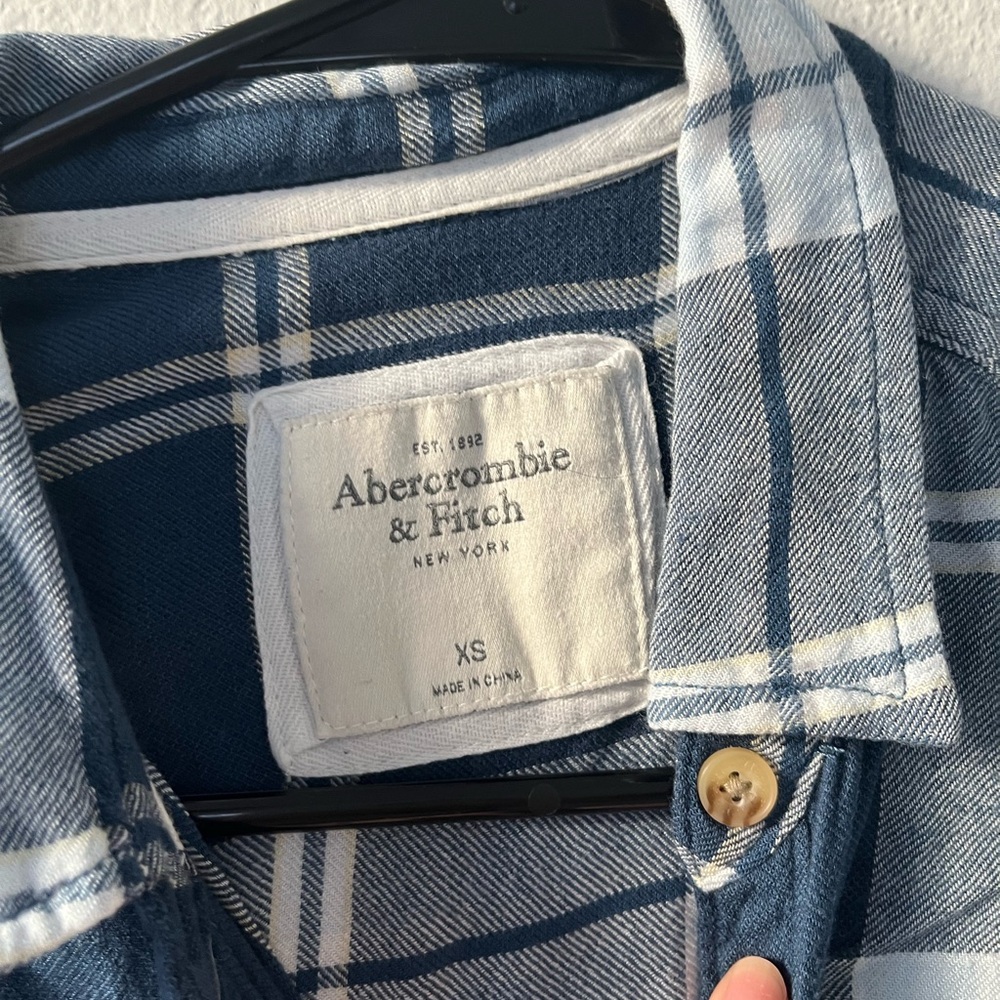 EST. 1892
Abercrombie
& Fitch
NEW YORK
XS
MADE IN CHINA